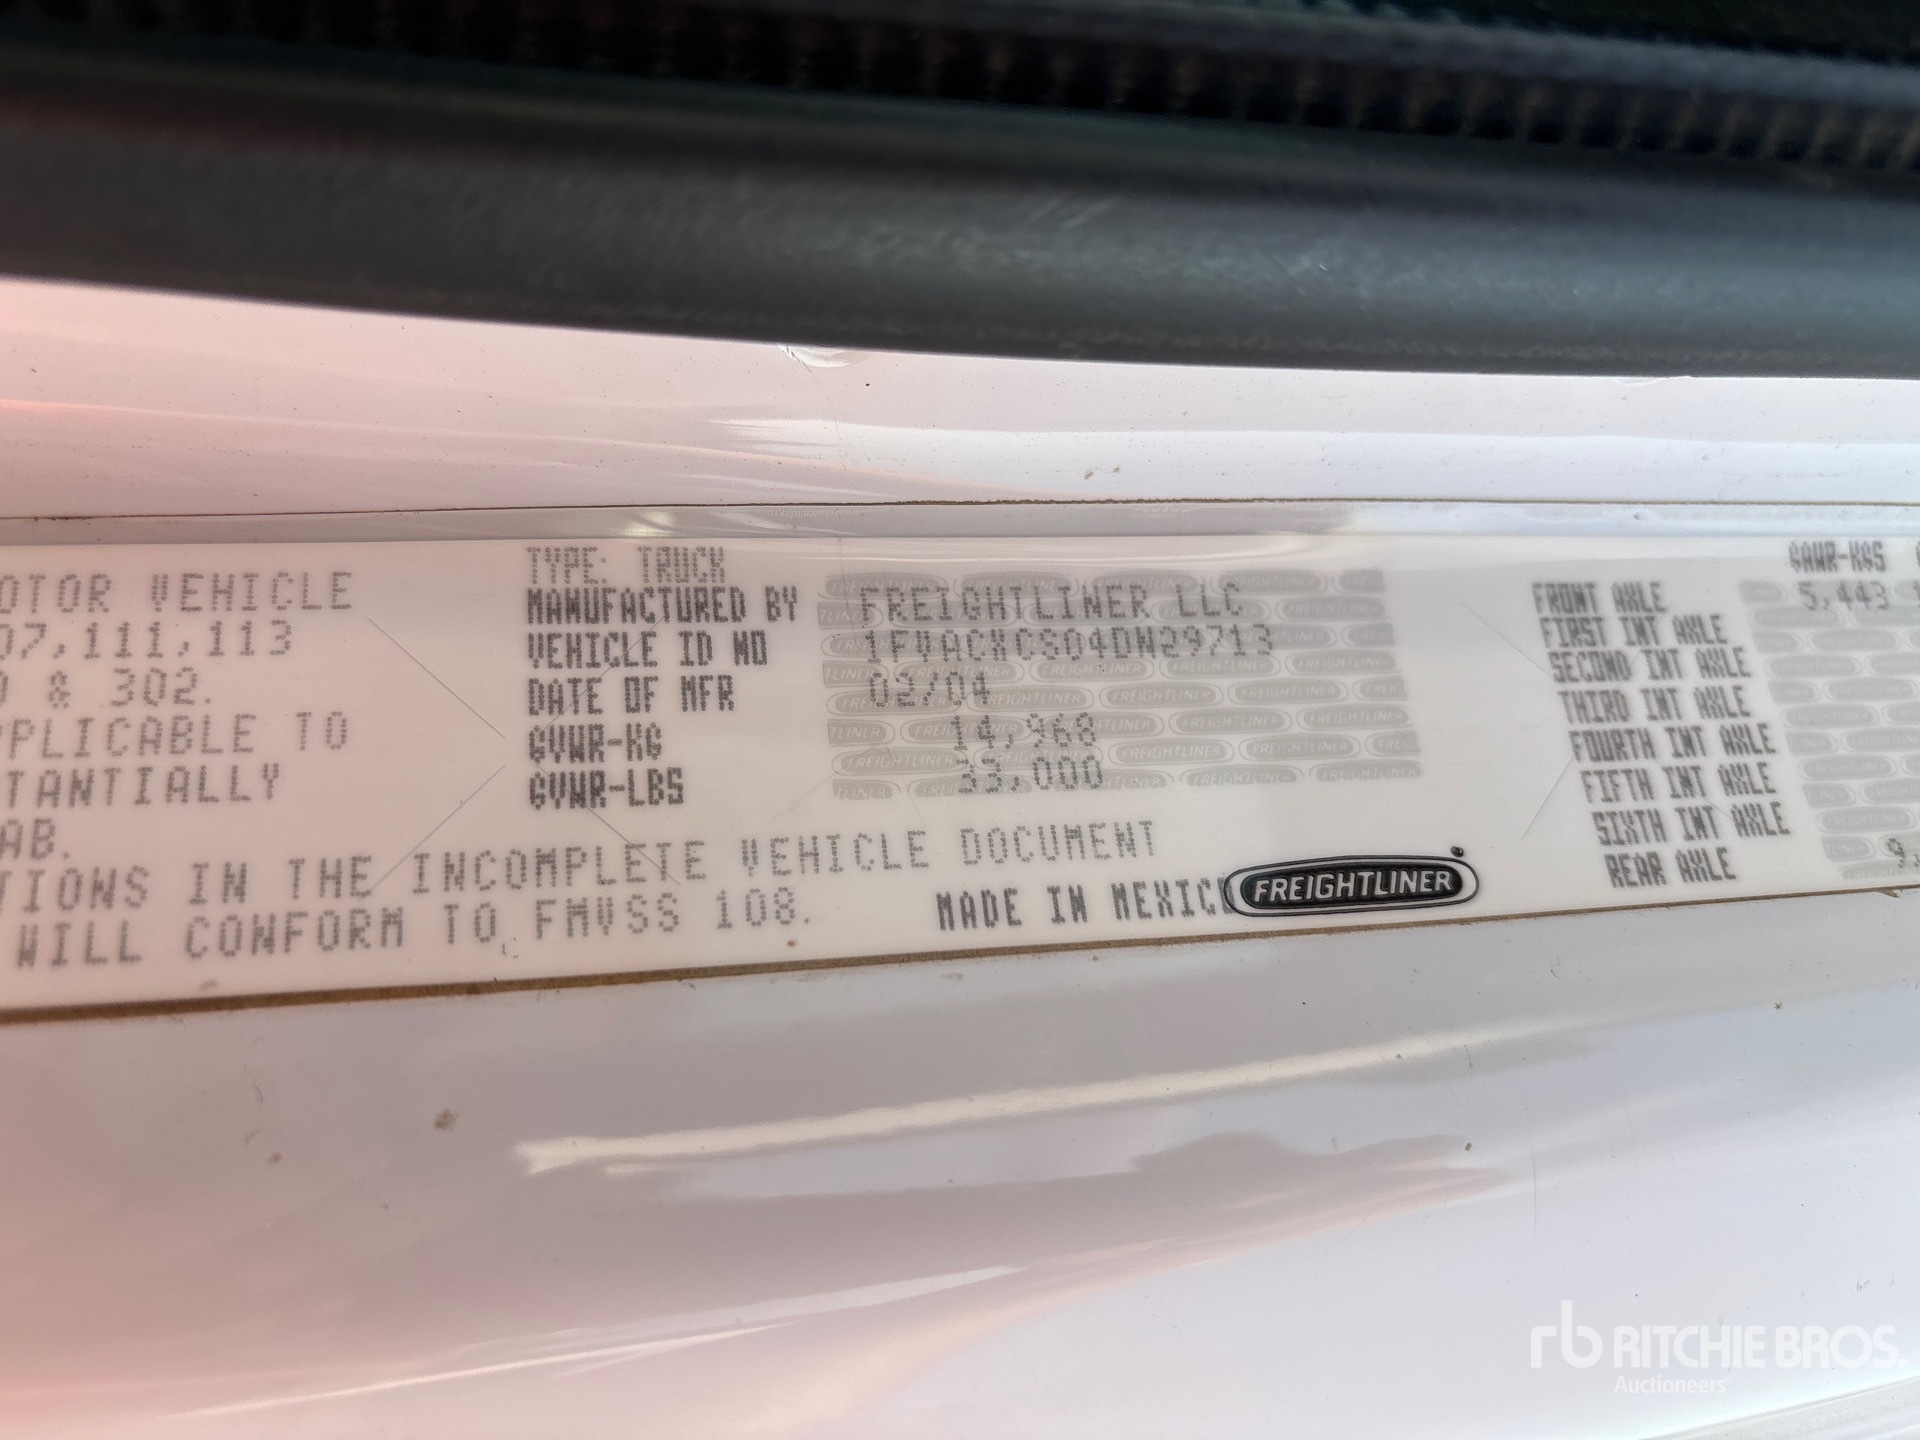 OTOR VEHICLE
07,111,113
& 302.
PPLICABLE TO
TANTIALLY
AB.
TIONS IN THE INCOMPLETE VEHICLE DOCUMENT
WILL CONFORM TO FMVSS 108.
TYPE: TRUCK
MANUFACTURED BY FREIGHTLINER LLC
VEHICLE ID NO 1FVACXCS04DN29713
DATE OF MFR 02/04
GVWR-KG 14,968
GVWR-LBS 33,000
MADE IN MEXICO
FREIGHTLINER
GAWR-KGS
FRONT AXLE 5,443
FIRST INT AXLE
SECOND INT AXLE
THIRD INT AXLE
FOURTH INT AXLE
FIFTH INT AXLE
SIXTH INT AXLE
REAR AXLE 9,
rb RITCHIE BROS.
Auctioneers